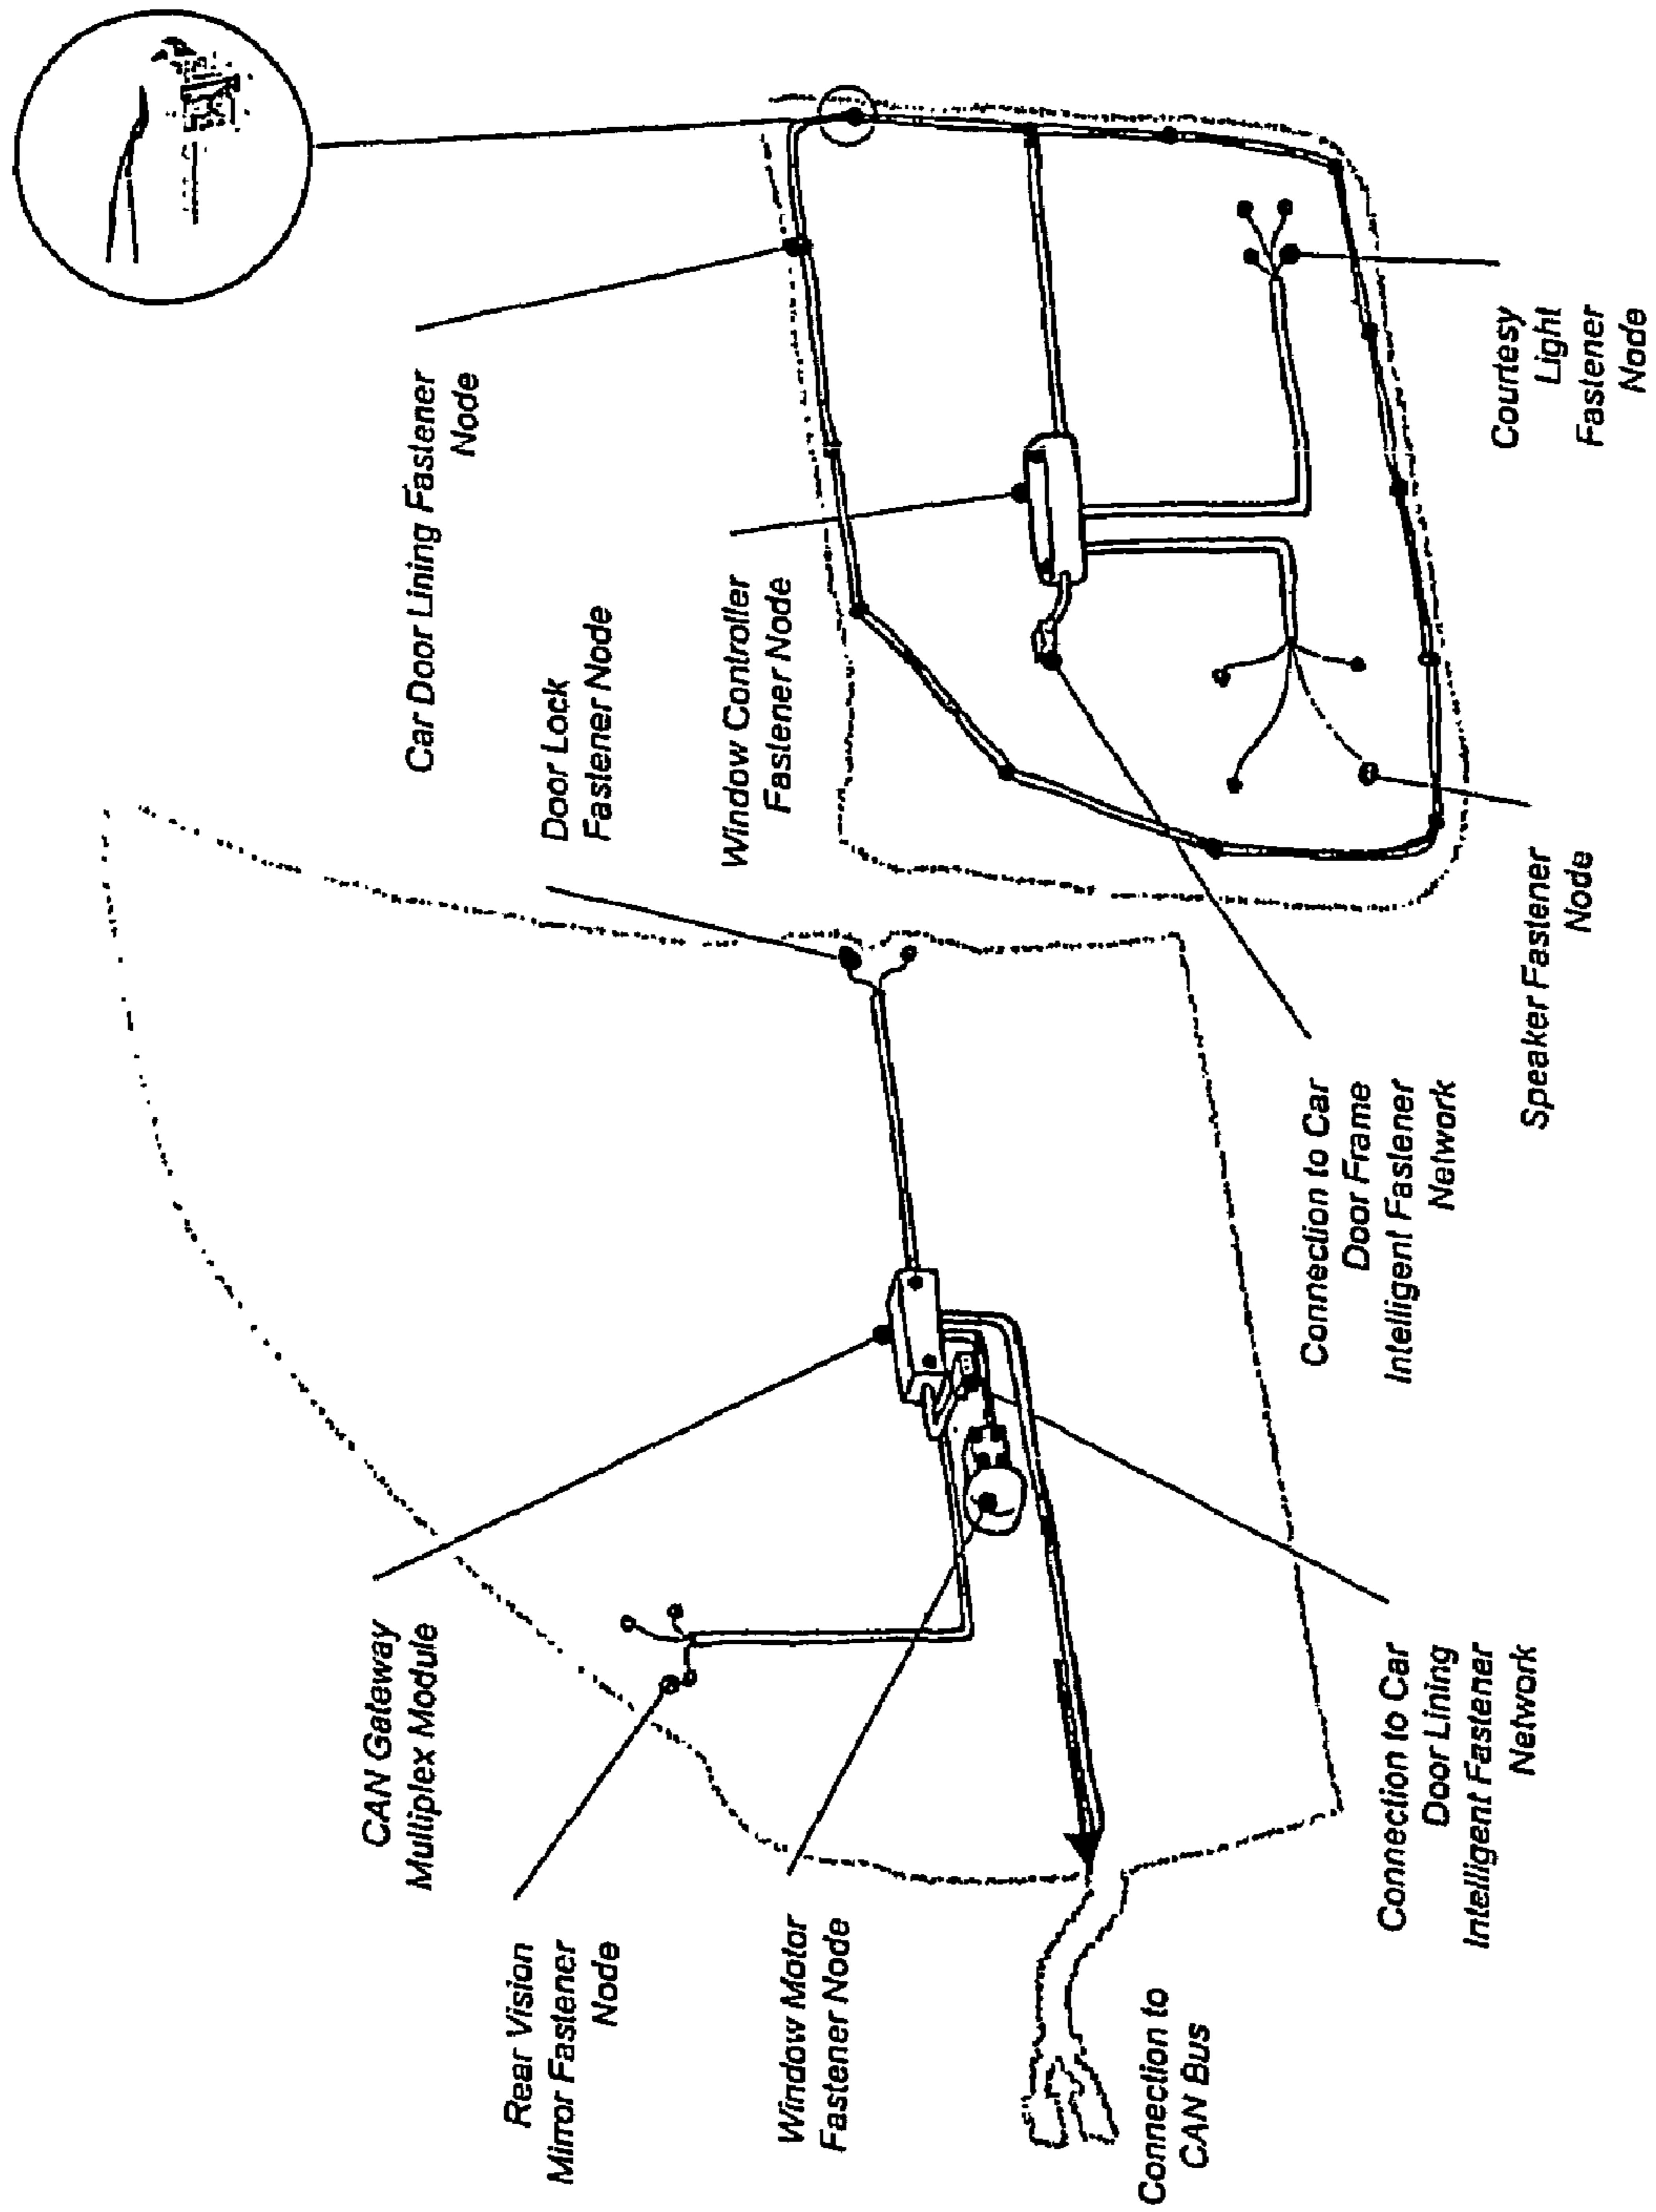 CAN Gateway
Multiplex Module
Rear Vision
Mirror Fastener
Node
Window Motor
Fastener Node
Connection to
CAN Bus
Car Door Lining Fastener
Node
Door Lock
Fastener Node
Window Controller
Fastener Node
Connection to Car
Door Lining
Intelligent Fastener
Network
Connection to Car
Door Frame
Intelligent Fastener
Network
Speaker Fastener
Node
Courtesy
Light
Fastener
Node